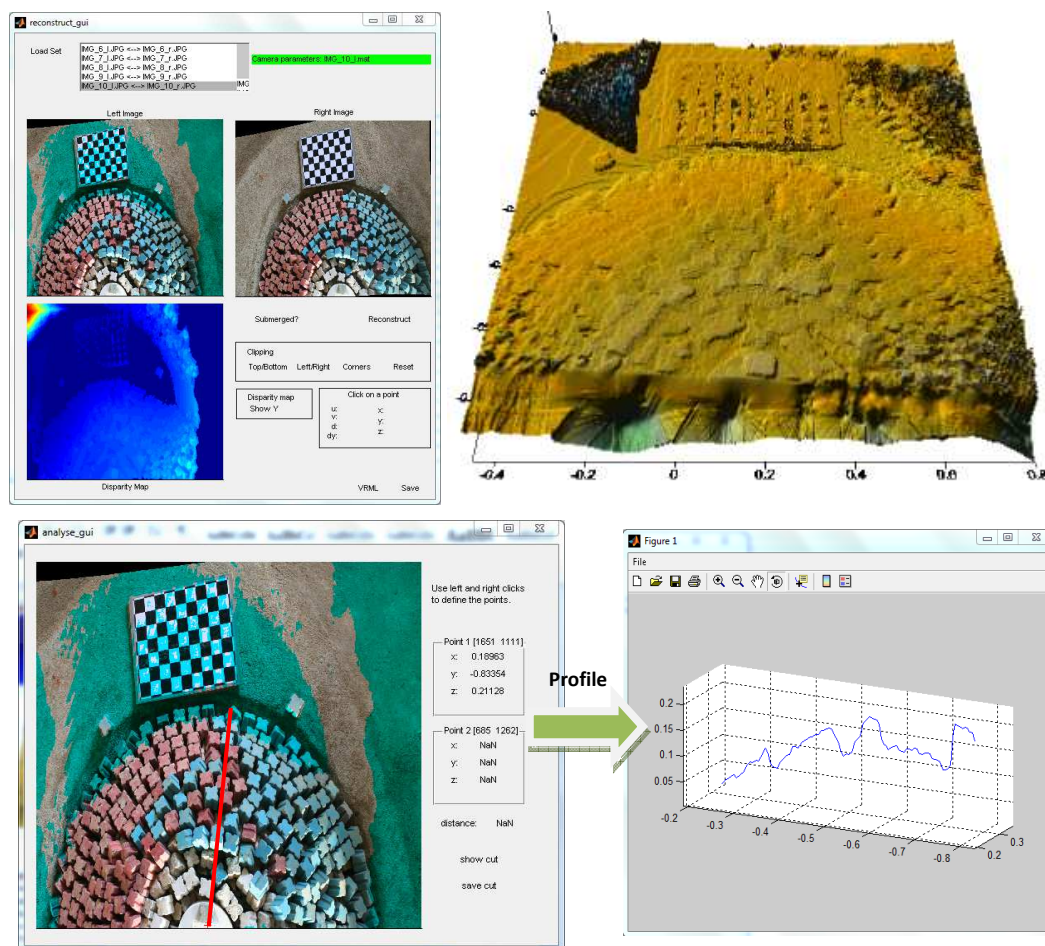 reconstruct_gui
Load Set
IMG_6_l.JPG <--> IMG_6_r.JPG
IMG_7_l.JPG <--> IMG_7_r.JPG
IMG_8_l.JPG <--> IMG_8_r.JPG
IMG_9_l.JPG <--> IMG_9_r.JPG
IMG_10_l.JPG <--> IMG_10_r.JPG
IMG
Camera parameters: IMG_10_l.mat
Left Image
Right Image
Submerged?
Reconstruct
Clipping
Top/Bottom Left/Right Corners Reset
Disparity map
Show Y
Click on a point
u: x:
v: y:
d: z:
dy:
Disparity Map
VRML Save
-0.4 -0.2 0 0.2 0.4 0.6 0.8
analyse_gui
Use left and right clicks
to define the points.
Point 1 [1651 1111]
x: 0.18963
y: -0.83354
z: 0.21128
Point 2 [685 1262]
x: NaN
y: NaN
z: NaN
distance: NaN
show cut
save cut
Profile
Figure 1
File
0.2
0.15
0.1
0.05
-0.2
-0.3
-0.4
-0.5
-0.6
-0.7
-0.8
0.2
0.3